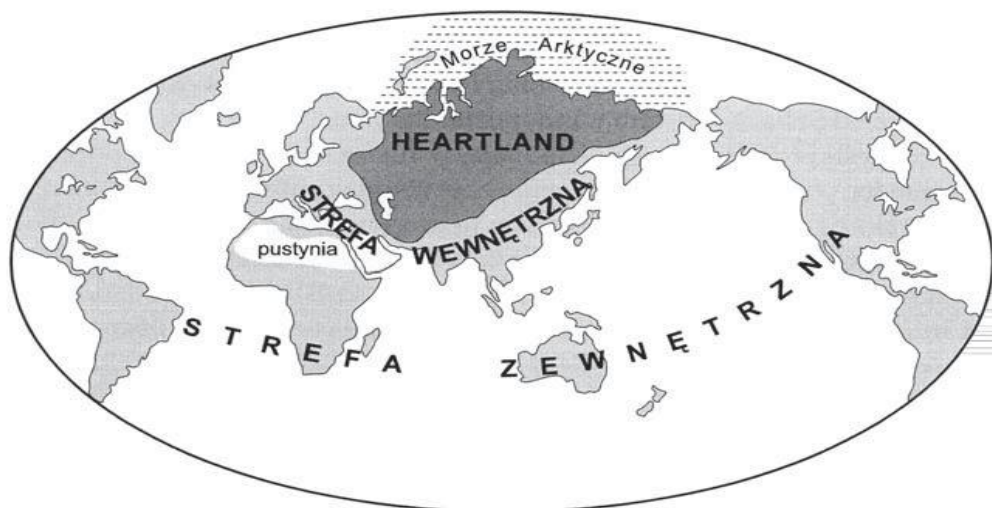 Morze Arktyczne
HEARTLAND
STREFA WEWNĘTRZNA
pustynia
STREFA ZEWNĘTRZNA